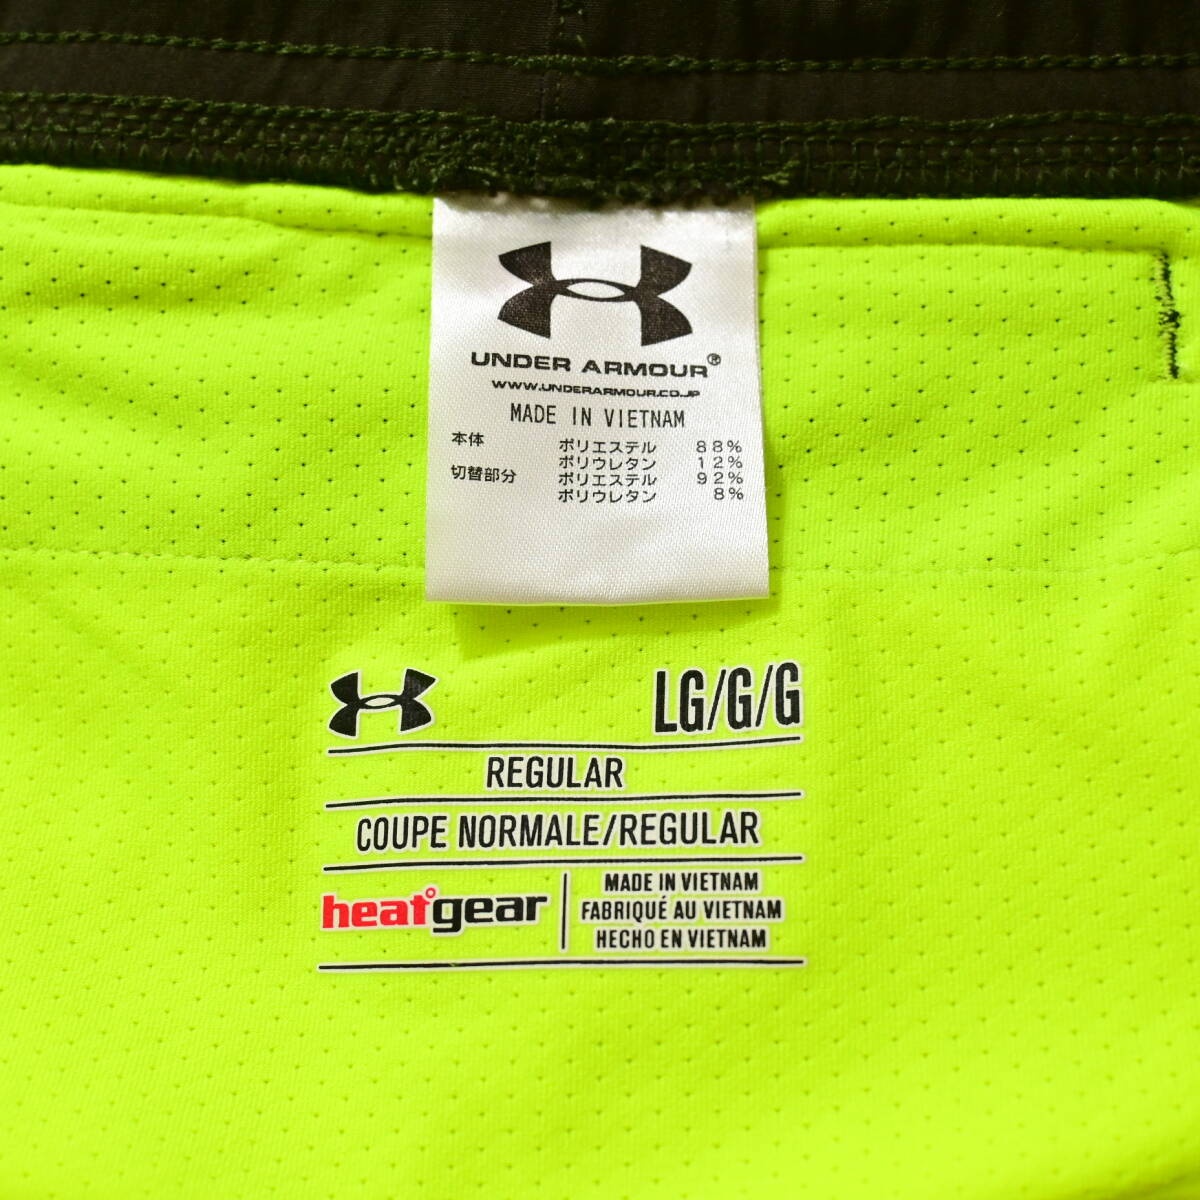 UNDER ARMOUR®
WWW.UNDERARMOUR.CO.JP
MADE IN VIETNAM
本体 ポリエステル 88%
ポリウレタン 12%
切替部分 ポリエステル 92%
ポリウレタン 8%
LG/G/G
REGULAR
COUPE NORMALE/REGULAR
heat°gear
MADE IN VIETNAM
FABRIQUÉ AU VIETNAM
HECHO EN VIETNAM